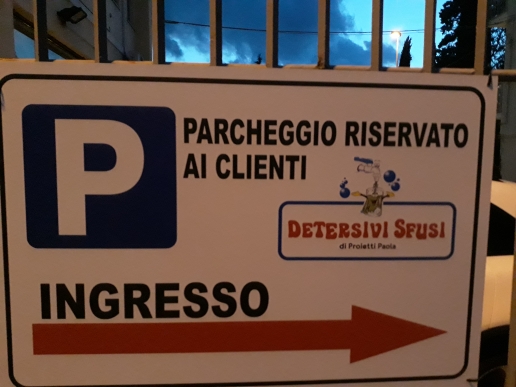 P
PARCHEGGIO RISERVATO
AI CLIENTI
DETERSIVI SFUSI
di Proietti Paola
INGRESSO